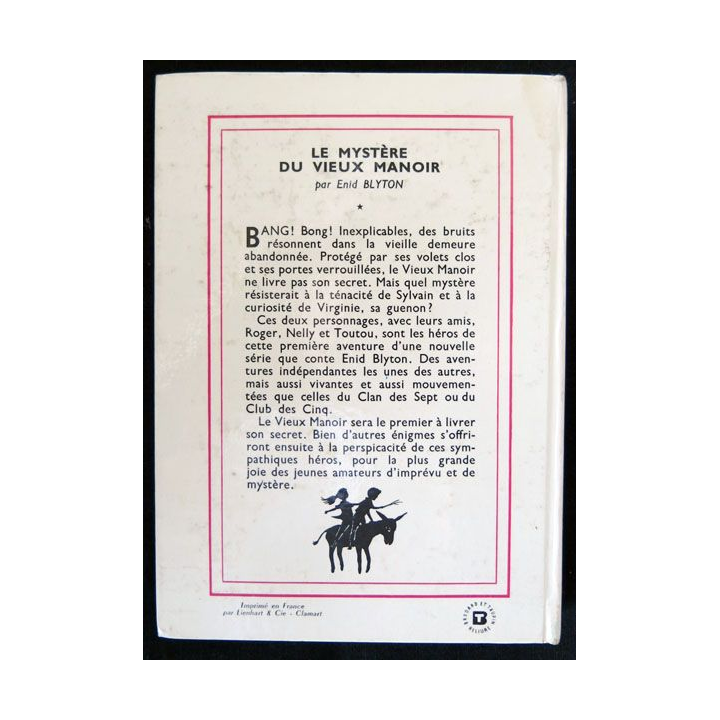 LE MYSTÈRE
DU VIEUX MANOIR
par Enid BLYTON
★
BANG! Bong! Inexplicables, des bruits
résonnent dans la vieille demeure
abandonnée. Protégé par ses volets clos
et ses portes verrouillées, le Vieux Manoir
ne livre pas son secret. Mais quel mystère
résisterait à la ténacité de Sylvain et à la
curiosité de Virginie, sa guenon?
Ces deux personnages, avec leurs amis,
Roger, Nelly et Toutou, sont les héros de
cette première aventure d'une nouvelle
série que conte Enid Blyton. Des aven-
tures indépendantes les unes des autres,
mais aussi vivantes et aussi mouvemen-
tées que celles du Clan des Sept ou du
Club des Cinq.
Le Vieux Manoir sera le premier à livrer
son secret. Bien d'autres énigmes s'offri-
ront ensuite à la perspicacité de ces sym-
pathiques héros, pour la plus grande
joie des jeunes amateurs d'imprévu et de
mystère.
Imprimé en France
par Lienhart & Cie - Clamart
BRODARD ET TAUPIN
RELIURE